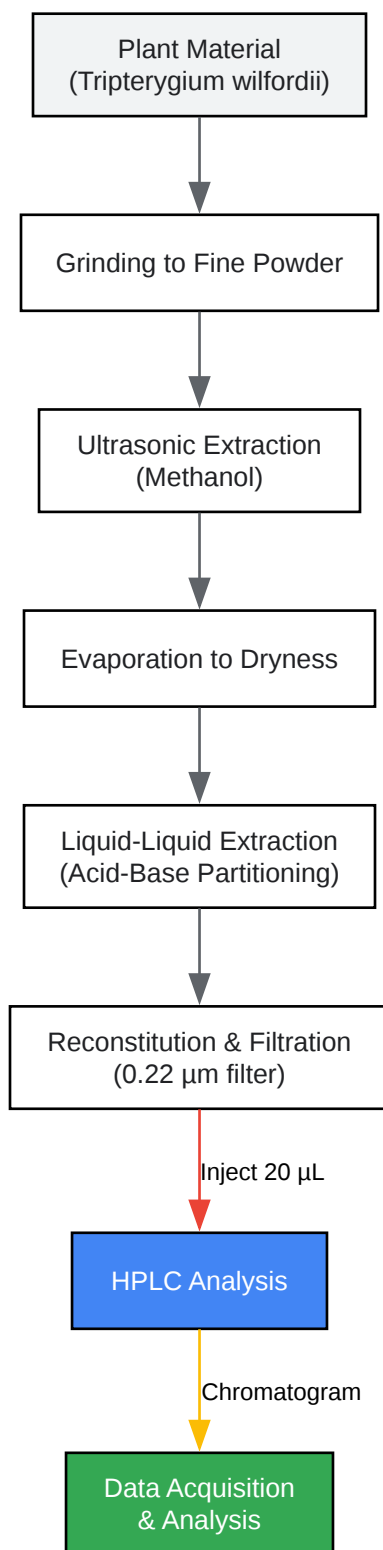 Plant Material
(Tripterygium wilfordii)
Grinding to Fine Powder
Ultrasonic Extraction
(Methanol)
Evaporation to Dryness
Liquid-Liquid Extraction
(Acid-Base Partitioning)
Reconstitution & Filtration
(0.22 µm filter)
Inject 20 µL
HPLC Analysis
Chromatogram
Data Acquisition
& Analysis